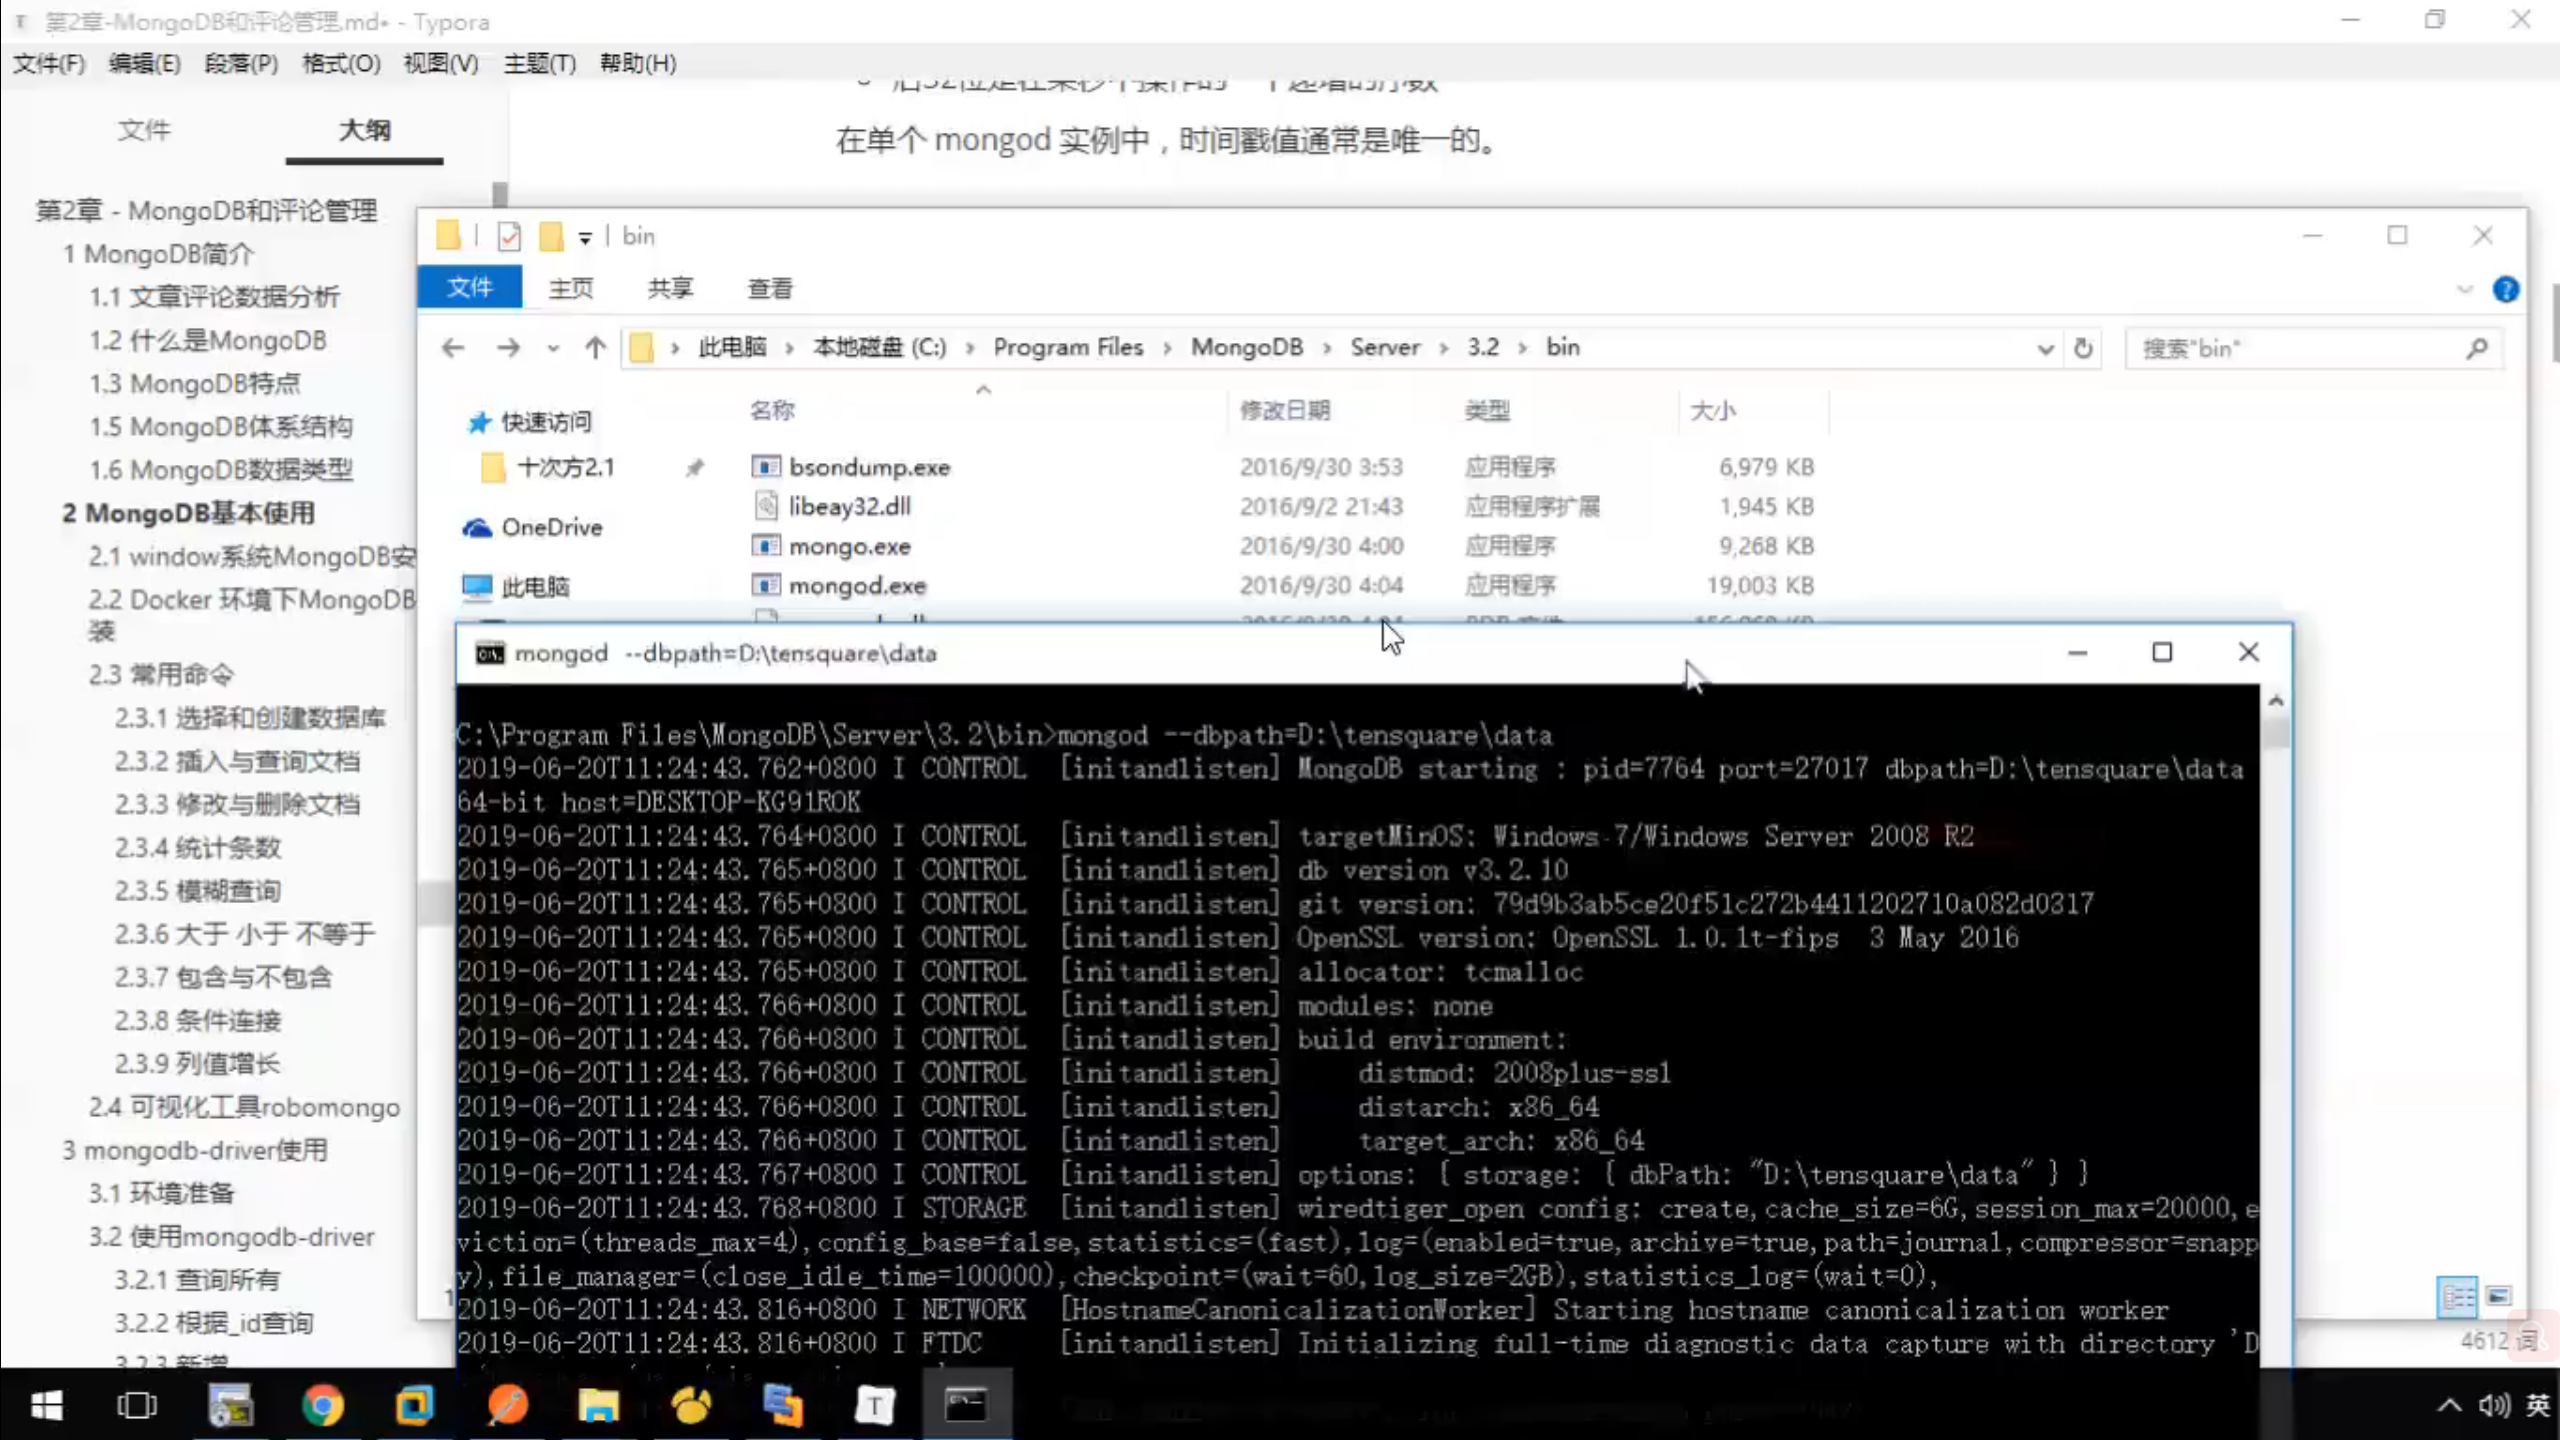 第2章-MongoDB和评论管理.md• - Typora
文件(F) 编辑(E) 段落(P) 格式(O) 视图(V) 主题(T) 帮助(H)
在单个 mongod 实例中，时间戳值通常是唯一的。
文件 大纲
第2章 - MongoDB和评论管理
1 MongoDB简介
1.1 文章评论数据分析
1.2 什么是MongoDB
1.3 MongoDB特点
1.5 MongoDB体系结构
1.6 MongoDB数据类型
2 MongoDB基本使用
2.1 window系统MongoDB安
2.2 Docker 环境下MongoDB
装
2.3 常用命令
2.3.1 选择和创建数据库
2.3.2 插入与查询文档
2.3.3 修改与删除文档
2.3.4 统计条数
2.3.5 模糊查询
2.3.6 大于 小于 不等于
2.3.7 包含与不包含
2.3.8 条件连接
2.3.9 列值增长
2.4 可视化工具robomongo
3 mongodb-driver使用
3.1 环境准备
3.2 使用mongodb-driver
3.2.1 查询所有
3.2.2 根据_id查询
3.2.3 新增
bin
文件 主页 共享 查看
此电脑 › 本地磁盘 (C:) › Program Files › MongoDB › Server › 3.2 › bin
搜索"bin"
名称 修改日期 类型 大小
快速访问
十次方2.1
OneDrive
此电脑
bsondump.exe 2016/9/30 3:53 应用程序 6,979 KB
libeay32.dll 2016/9/2 21:43 应用程序扩展 1,945 KB
mongo.exe 2016/9/30 4:00 应用程序 9,268 KB
mongod.exe 2016/9/30 4:04 应用程序 19,003 KB
mongod --dbpath=D:\tensquare\data
C:\Program Files\MongoDB\Server\3.2\bin>mongod --dbpath=D:\tensquare\data
2019-06-20T11:24:43.762+0800 I CONTROL [initandlisten] MongoDB starting : pid=7764 port=27017 dbpath=D:\tensquare\data
64-bit host=DESKTOP-KG91ROK
2019-06-20T11:24:43.764+0800 I CONTROL [initandlisten] targetMinOS: Windows 7/Windows Server 2008 R2
2019-06-20T11:24:43.765+0800 I CONTROL [initandlisten] db version v3.2.10
2019-06-20T11:24:43.765+0800 I CONTROL [initandlisten] git version: 79d9b3ab5ce20f51c272b4411202710a082d0317
2019-06-20T11:24:43.765+0800 I CONTROL [initandlisten] OpenSSL version: OpenSSL 1.0.1t-fips 3 May 2016
2019-06-20T11:24:43.765+0800 I CONTROL [initandlisten] allocator: tcmalloc
2019-06-20T11:24:43.766+0800 I CONTROL [initandlisten] modules: none
2019-06-20T11:24:43.766+0800 I CONTROL [initandlisten] build environment:
2019-06-20T11:24:43.766+0800 I CONTROL [initandlisten] distmod: 2008plus-ssl
2019-06-20T11:24:43.766+0800 I CONTROL [initandlisten] distarch: x86_64
2019-06-20T11:24:43.766+0800 I CONTROL [initandlisten] target_arch: x86_64
2019-06-20T11:24:43.767+0800 I CONTROL [initandlisten] options: { storage: { dbPath: "D:\tensquare\data" } }
2019-06-20T11:24:43.768+0800 I STORAGE [initandlisten] wiredtiger_open config: create,cache_size=6G,session_max=20000,e
viction=(threads_max=4),config_base=false,statistics=(fast),log=(enabled=true,archive=true,path=journal,compressor=snapp
y),file_manager=(close_idle_time=100000),checkpoint=(wait=60,log_size=2GB),statistics_log=(wait=0),
2019-06-20T11:24:43.816+0800 I NETWORK [HostnameCanonicalizationWorker] Starting hostname canonicalization worker
2019-06-20T11:24:43.816+0800 I FTDC [initandlisten] Initializing full-time diagnostic data capture with directory 'D
4612 词
英